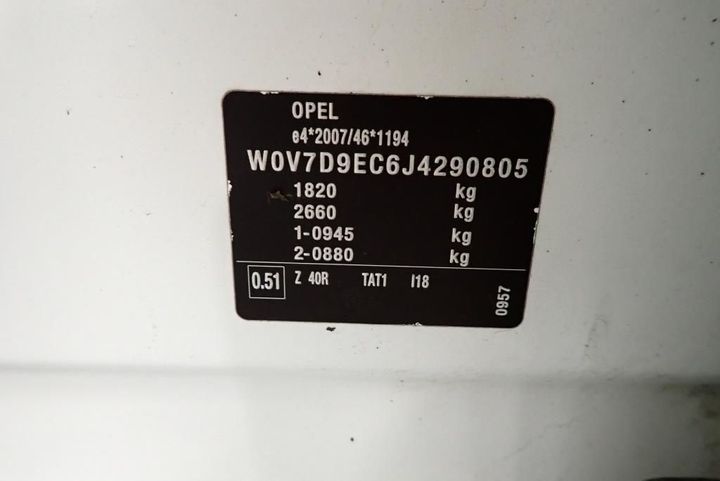 OPEL
e4*2007/46*1194
W0V7D9EC6J4290805
1820 kg
2660 kg
1-0945 kg
2-0880 kg
0.51 Z 40R TAT1 I18
0957